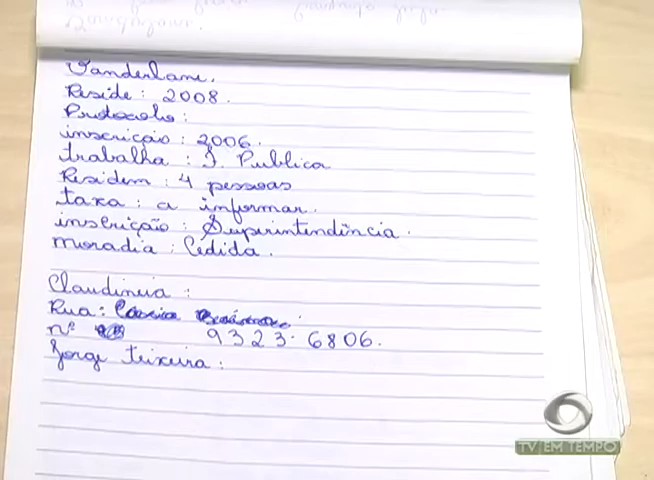 Vanderlane.
Reside: 2008.
Protocolo:
inscrição: 2006.
trabalha: I. Publica
Residem: 4 pessoas
taxa: a informar.
inscrição: Superintendência.
moradia: Cedida.
Claudineia:
Rua:
nº 9323-6806.
Jorge Teixeira:
TV EM TEMPO